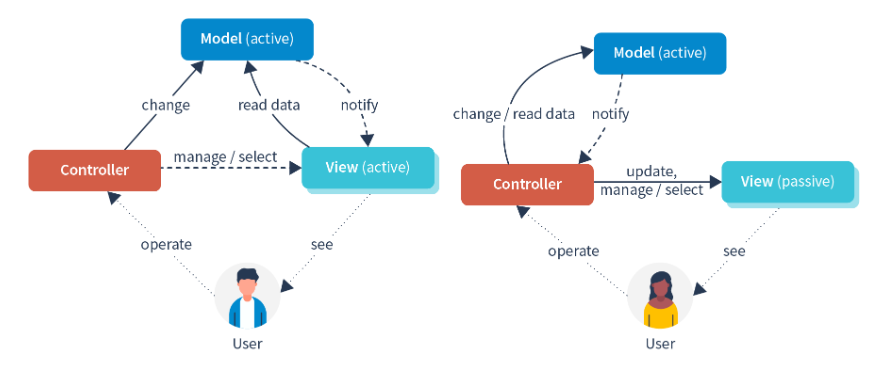 Model (active)
change
read data
notify
manage / select
Controller
View (active)
operate
see
User
Model (active)
change / read data
notify
Controller
update,
manage / select
View (passive)
operate
see
User